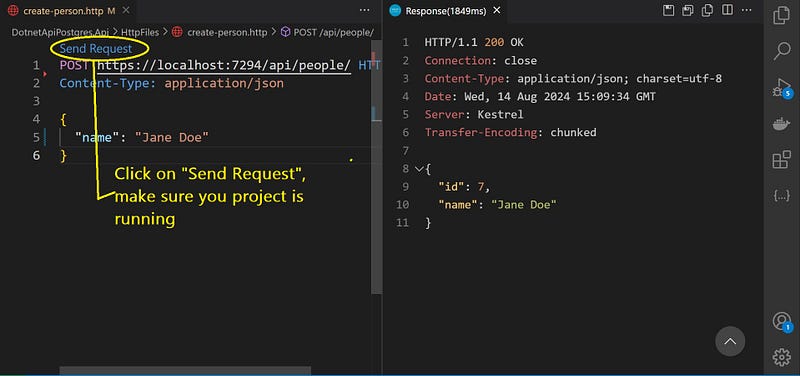 create-person.http M
DotnetApiPostgres.Api > HttpFiles > create-person.http > POST /api/people/
Send Request
1 POST https://localhost:7294/api/people/ HTT
2 Content-Type: application/json
3
4 {
5 "name": "Jane Doe"
6 }
Click on "Send Request",
make sure you project is
running
Response(1849ms)
1 HTTP/1.1 200 OK
2 Connection: close
3 Content-Type: application/json; charset=utf-8
4 Date: Wed, 14 Aug 2024 15:09:34 GMT
5 Server: Kestrel
6 Transfer-Encoding: chunked
7
8 {
9 "id": 7,
10 "name": "Jane Doe"
11 }
5
{...}
1